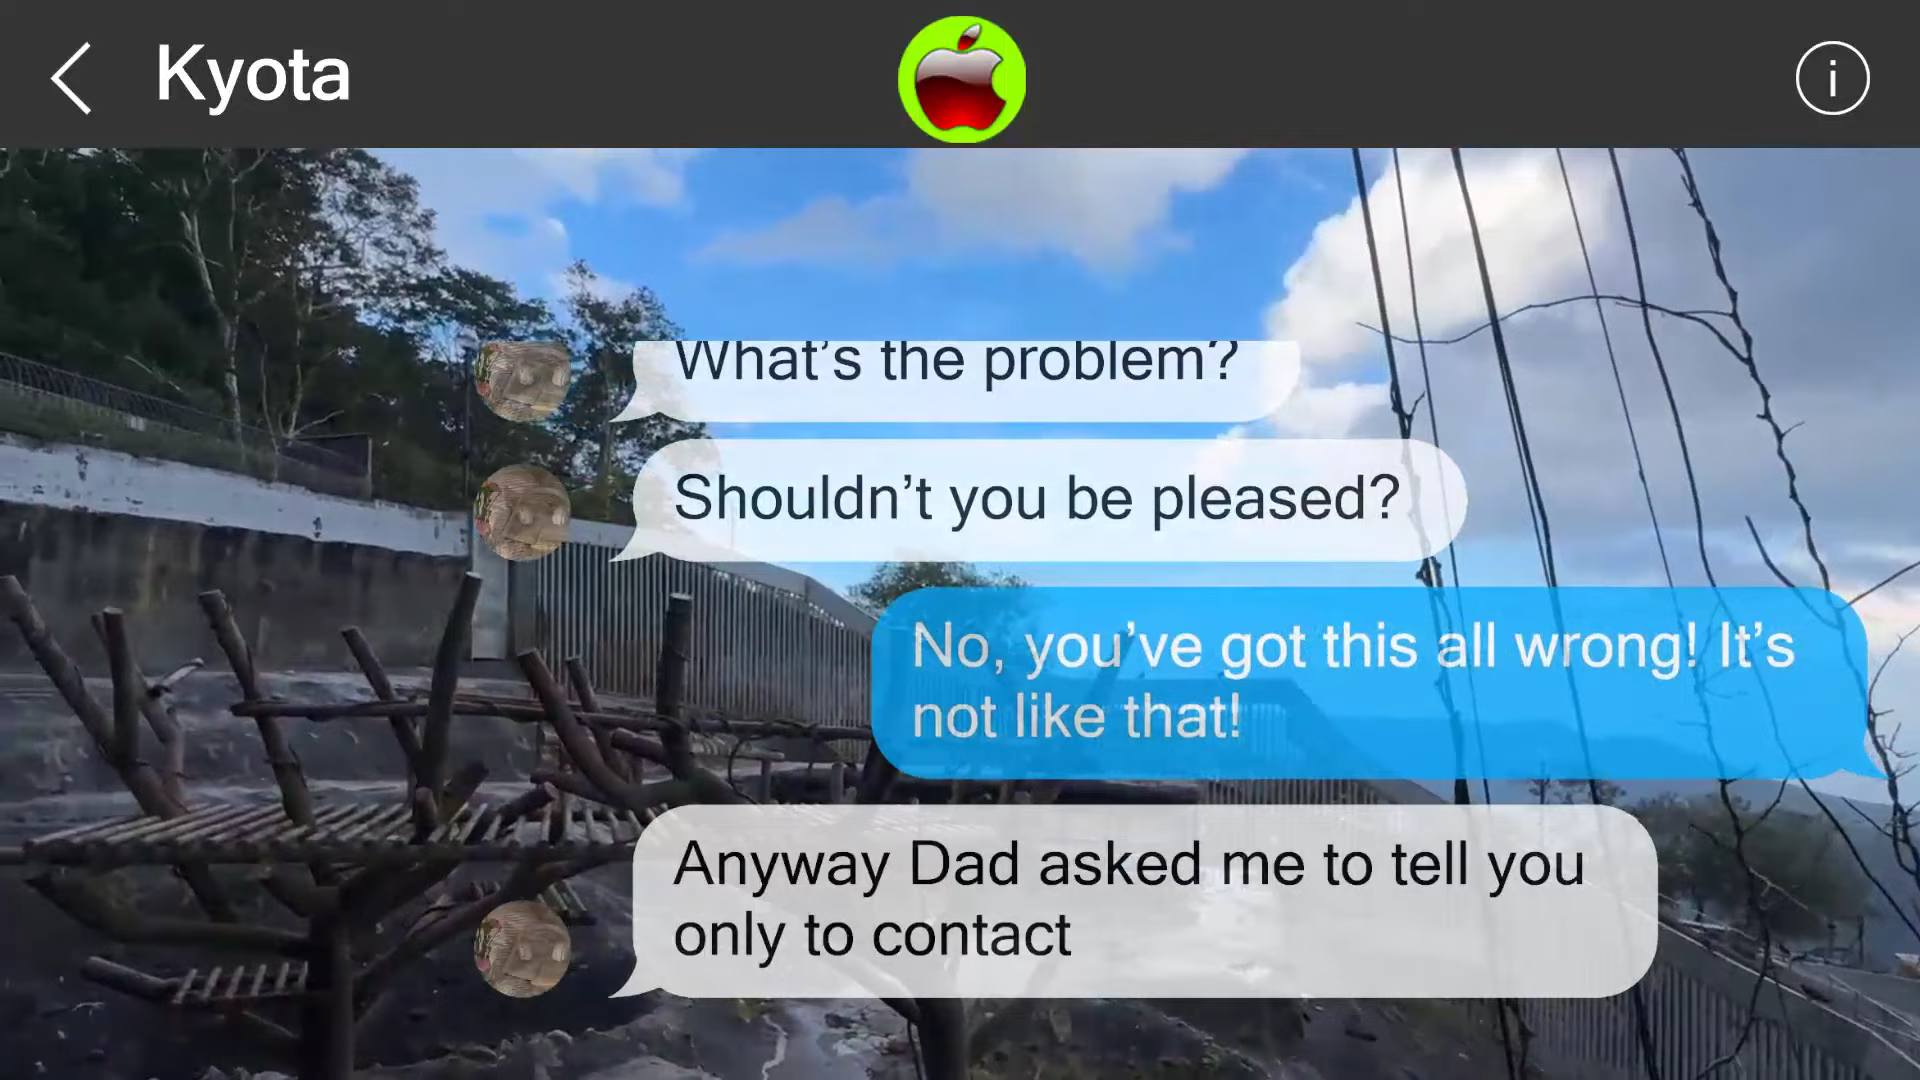 Kyota
What's the problem?
Shouldn't you be pleased?
No, you've got this all wrong! It's
not like that!
Anyway Dad asked me to tell you
only to contact